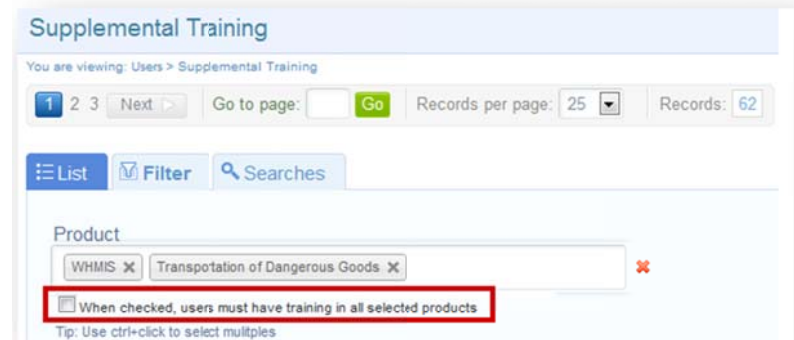 Supplemental Training
You are viewing: Users > Supplemental Training
1 2 3 Next Go to page: Go Records per page: 25 Records: 62
List Filter Searches
Product
WHMIS Transportation of Dangerous Goods
When checked, users must have training in all selected products
Tip: Use ctrl+click to select mulitples